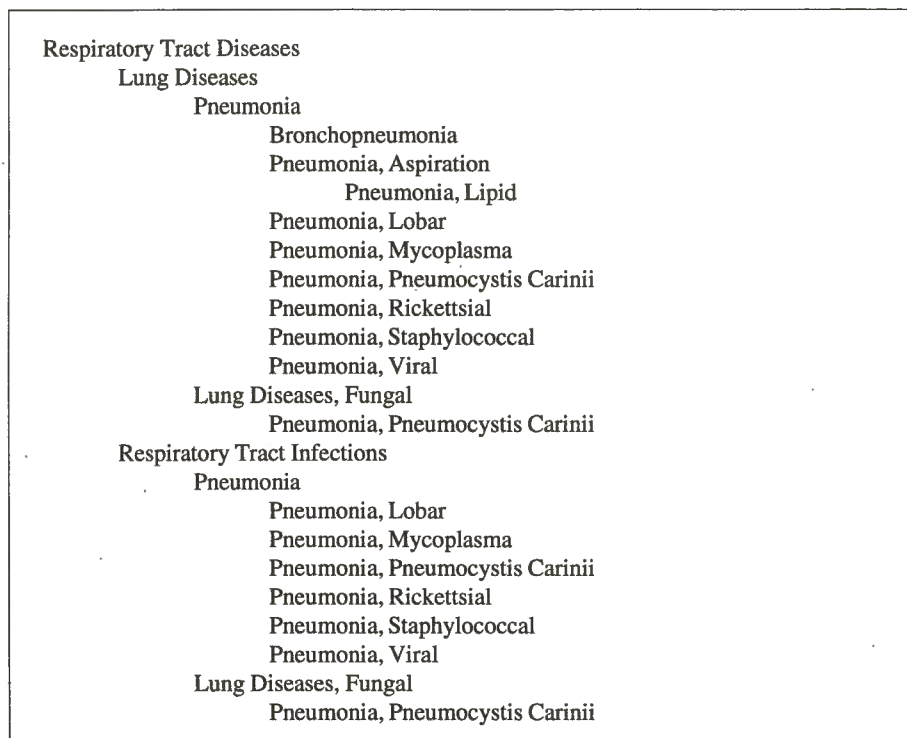 Respiratory Tract Diseases
Lung Diseases
Pneumonia
Bronchopneumonia
Pneumonia, Aspiration
Pneumonia, Lipid
Pneumonia, Lobar
Pneumonia, Mycoplasma
Pneumonia, Pneumocystis Carinii
Pneumonia, Rickettsial
Pneumonia, Staphylococcal
Pneumonia, Viral
Lung Diseases, Fungal
Pneumonia, Pneumocystis Carinii
Respiratory Tract Infections
Pneumonia
Pneumonia, Lobar
Pneumonia, Mycoplasma
Pneumonia, Pneumocystis Carinii
Pneumonia, Rickettsial
Pneumonia, Staphylococcal
Pneumonia, Viral
Lung Diseases, Fungal
Pneumonia, Pneumocystis Carinii